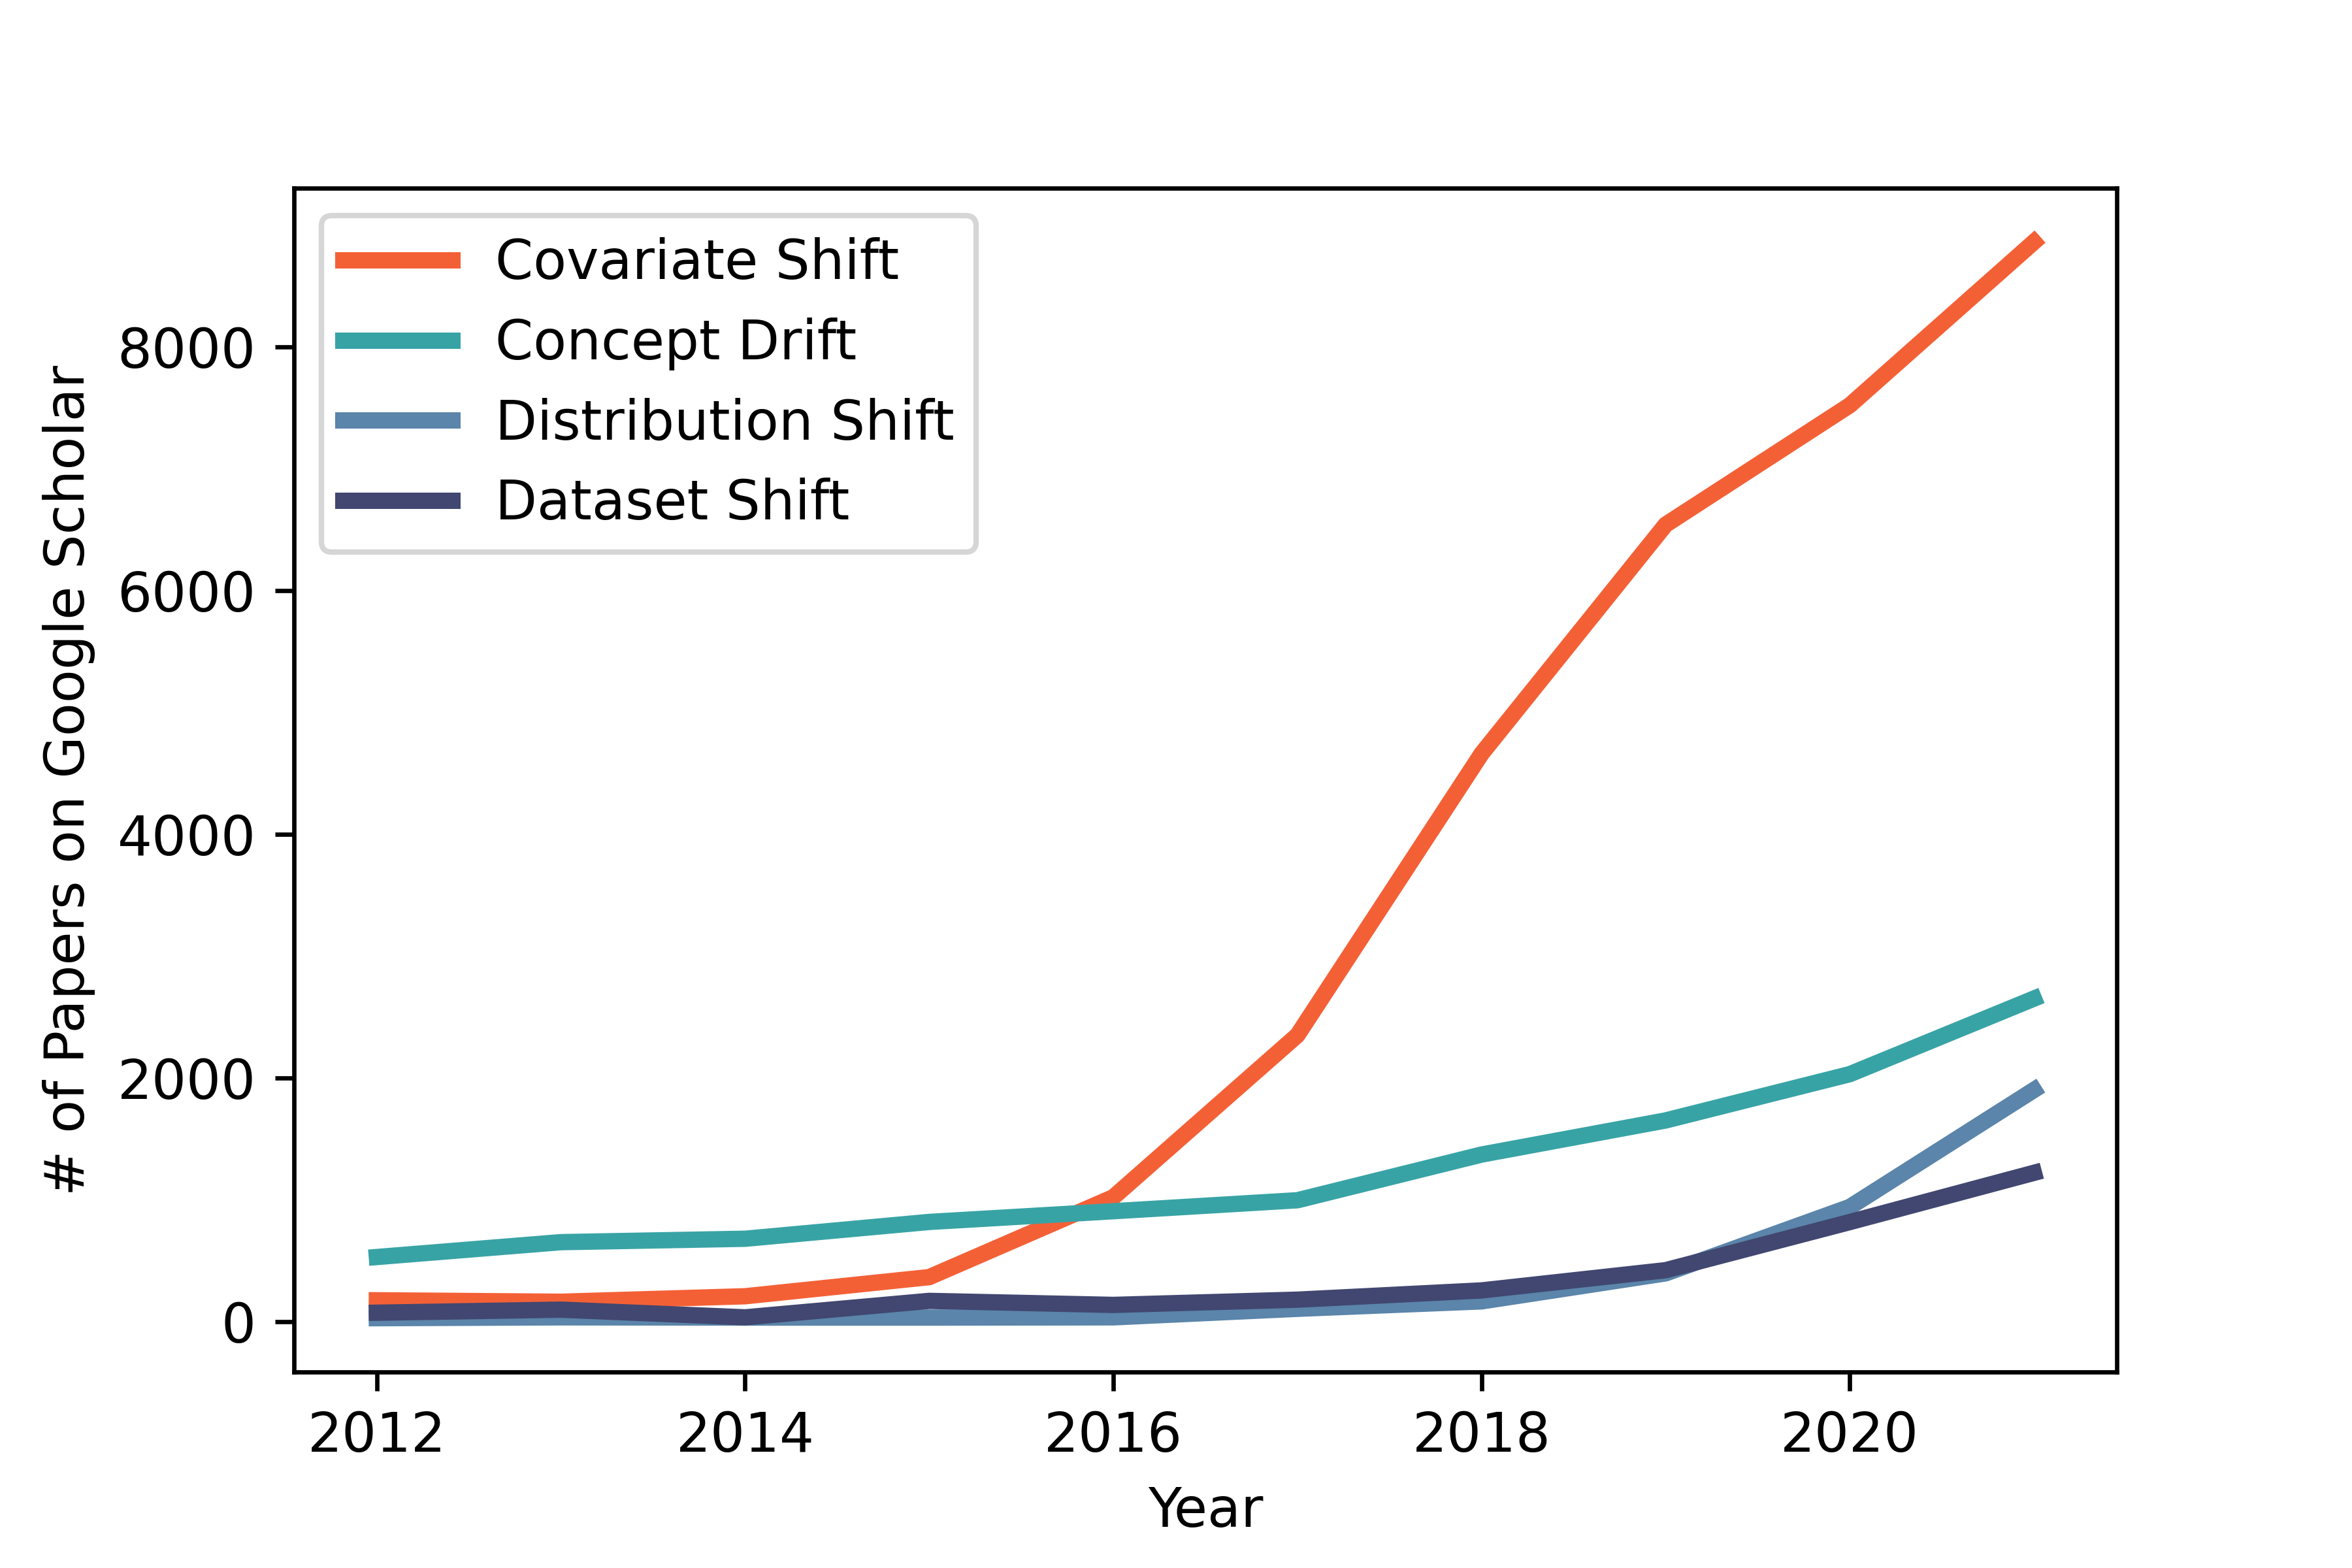 Covariate Shift
Concept Drift
Distribution Shift
Dataset Shift
# of Papers on Google Scholar
8000
6000
4000
2000
0
2012 2014 2016 2018 2020
Year